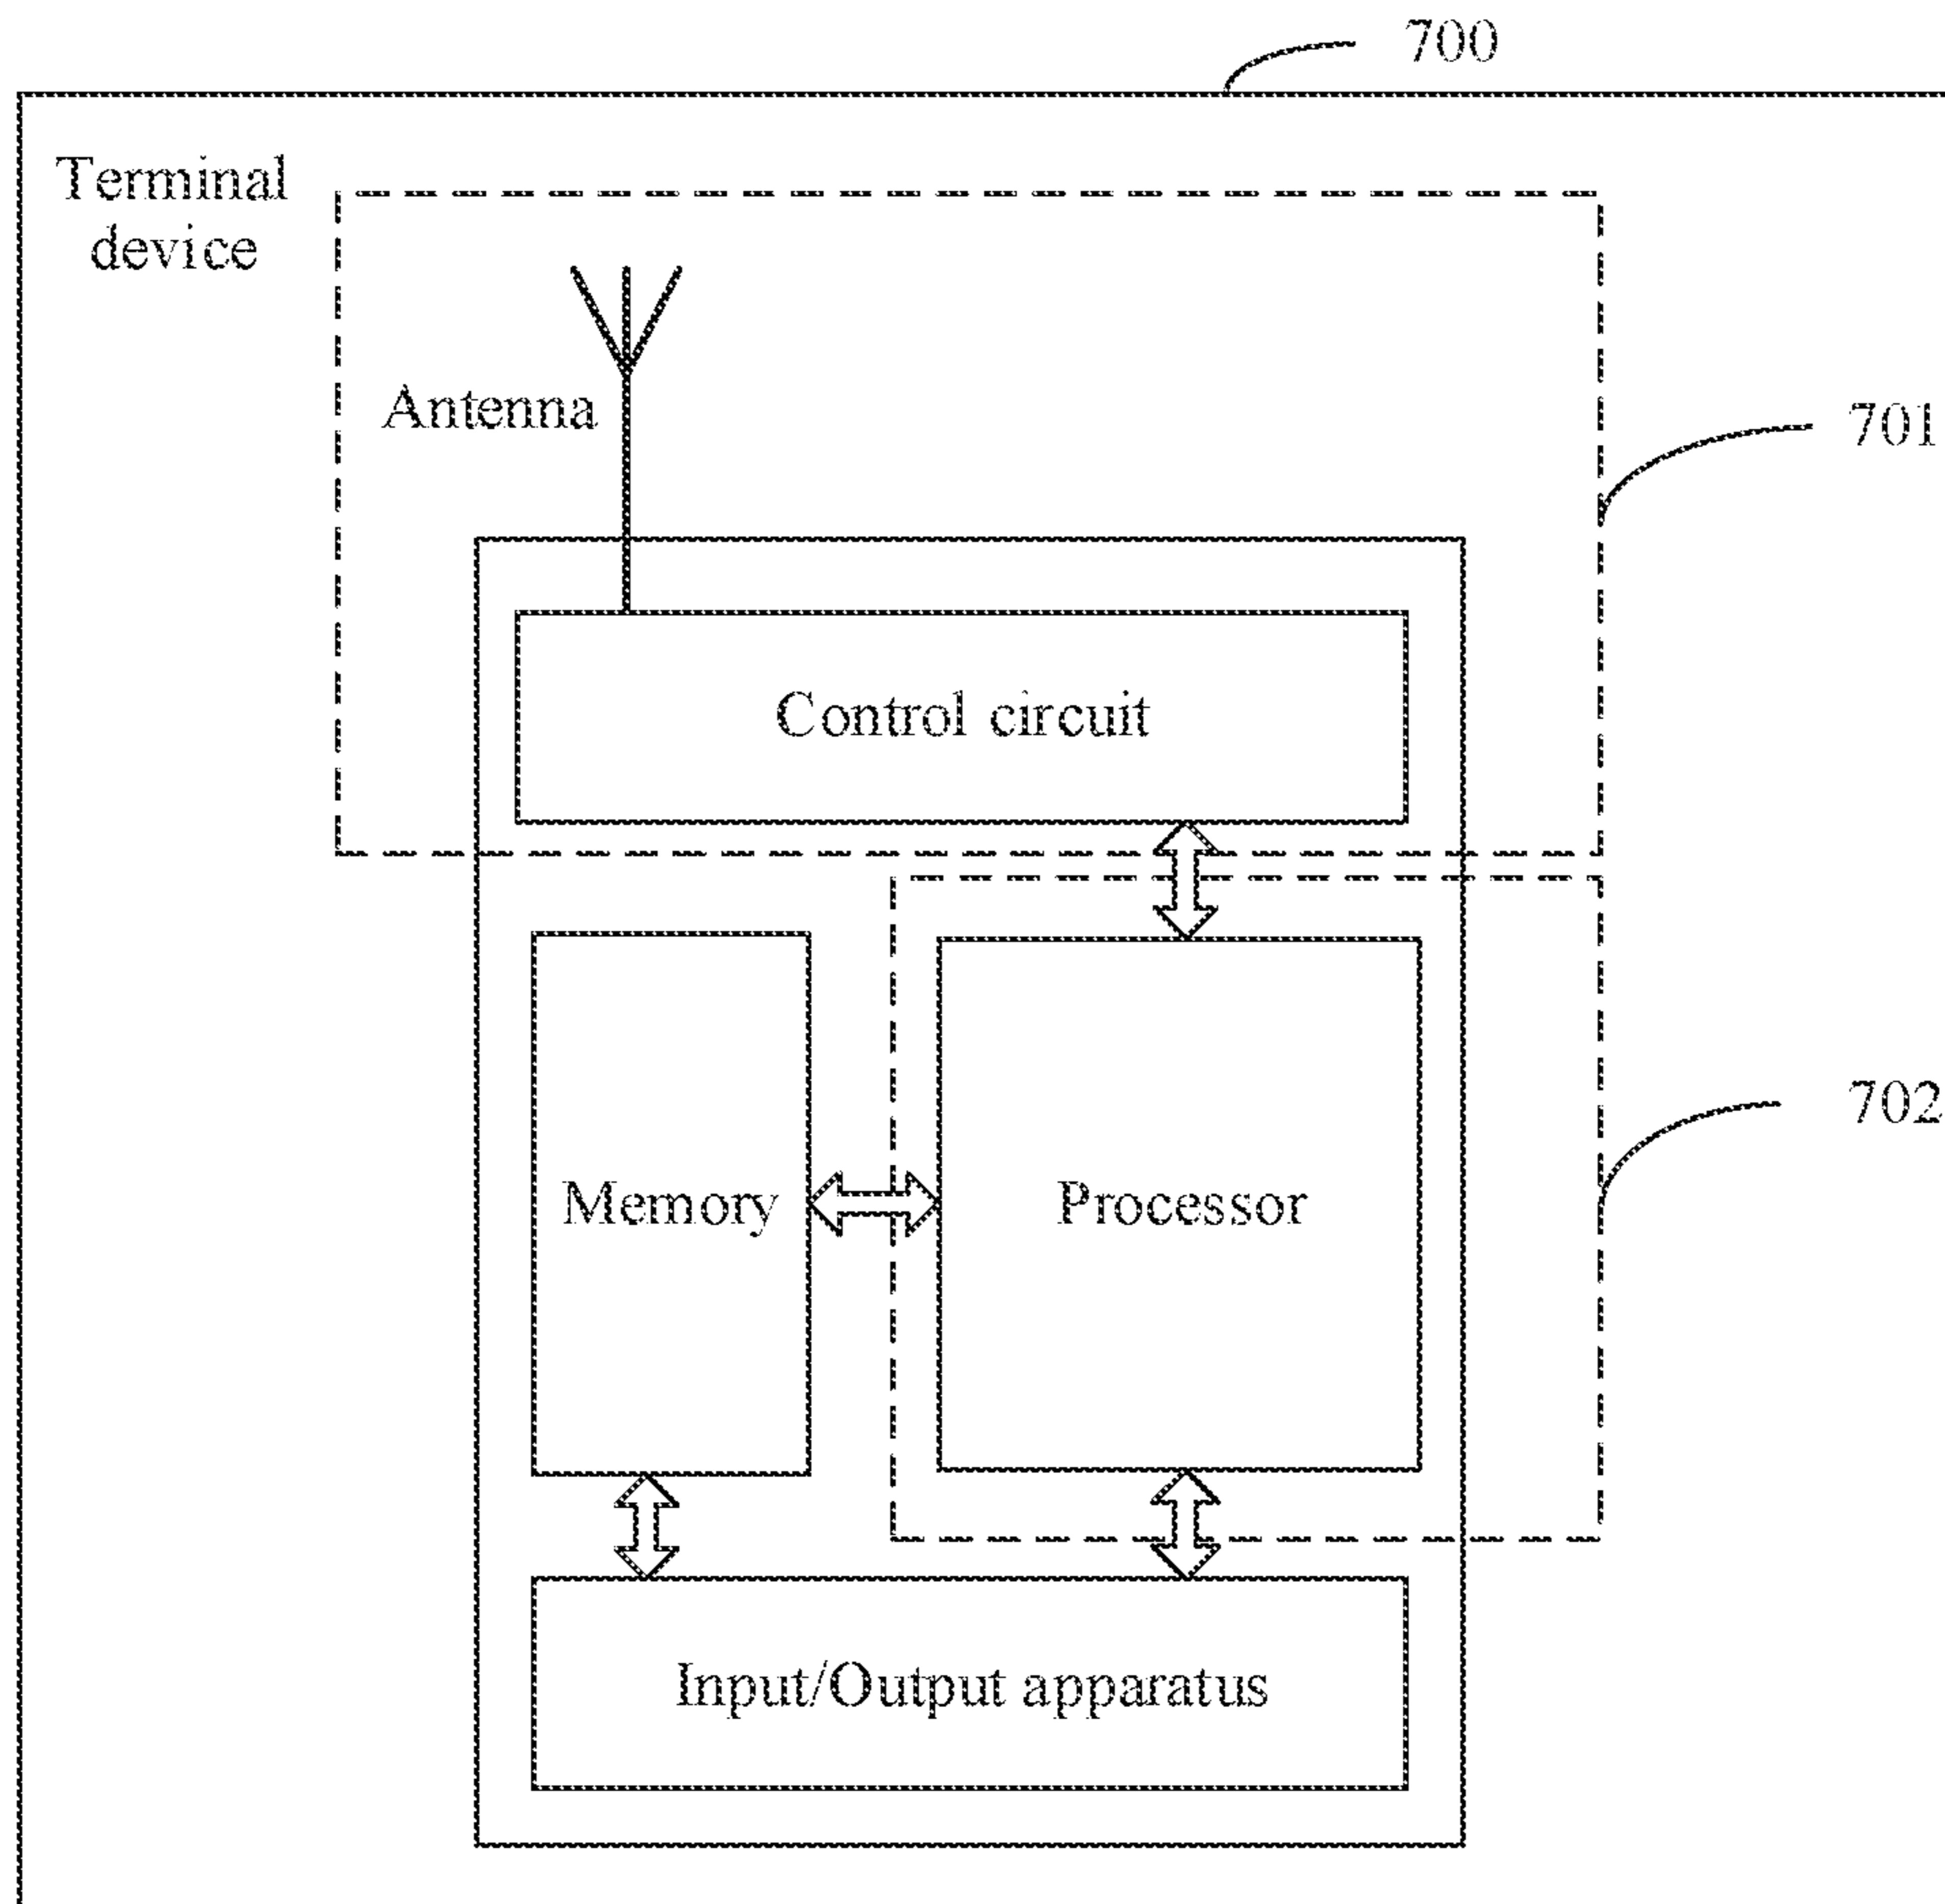 700
Terminal
device
Antenna
701
Control circuit
702
Memory
Processor
Input/Output apparatus